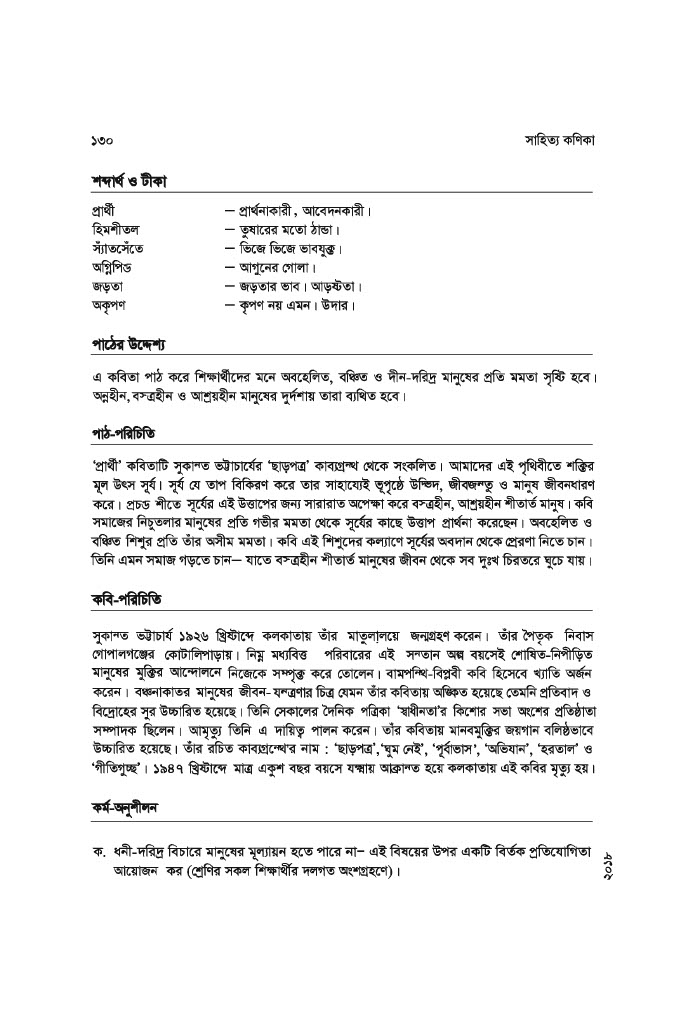 ১৩০ সাহিত্য কণিকা
শব্দার্থ ও টীকা
প্রার্থী – প্রার্থনাকারী, আবেদনকারী।
হিমশীতল – তুষারের মতো ঠান্ডা।
স্যাঁতসেঁতে – ভিজে ভিজে ভাবযুক্ত।
অগ্নিপিন্ড – আগুনের গোলা।
জড়তা – জড়তার ভাব। আড়ষ্টতা।
অকৃপণ – কৃপণ নয় এমন। উদার।
পাঠের উদ্দেশ্য
এ কবিতা পাঠ করে শিক্ষার্থীদের মনে অবহেলিত, বঞ্চিত ও দীন-দরিদ্র মানুষের প্রতি মমতা সৃষ্টি হবে।
অন্নহীন, বস্ত্রহীন ও আশ্রয়হীন মানুষের দুর্দশায় তারা ব্যথিত হবে।
পাঠ-পরিচিতি
‘প্রার্থী’ কবিতাটি সুকান্ত ভট্টাচার্যের ‘ছাড়পত্র’ কাব্যগ্রন্থ থেকে সংকলিত। আমাদের এই পৃথিবীতে শক্তির
মূল উৎস সূর্য। সূর্য যে তাপ বিকিরণ করে তার সাহায্যেই ভূপৃষ্ঠে উদ্ভিদ, জীবজন্তু ও মানুষ জীবনধারণ
করে। প্রচন্ড শীতে সূর্যের এই উত্তাপের জন্য সারারাত অপেক্ষা করে বস্ত্রহীন, আশ্রয়হীন শীতার্ত মানুষ। কবি
সমাজের নিচুতলার মানুষের প্রতি গভীর মমতা থেকে সূর্যের কাছে উত্তাপ প্রার্থনা করেছেন। অবহেলিত ও
বঞ্চিত শিশুর প্রতি তাঁর অসীম মমতা। কবি এই শিশুদের কল্যাণে সূর্যের অবদান থেকে প্রেরণা নিতে চান।
তিনি এমন সমাজ গড়তে চান– যাতে বস্ত্রহীন শীতার্ত মানুষের জীবন থেকে সব দুঃখ চিরতরে ঘুচে যায়।
কবি-পরিচিতি
সুকান্ত ভট্টাচার্য ১৯২৬ খ্রিষ্টাব্দে কলকাতায় তাঁর মাতুলালয়ে জন্মগ্রহণ করেন। তাঁর পৈতৃক নিবাস
গোপালগঞ্জের কোটালিপাড়ায়। নিম্ন মধ্যবিত্ত পরিবারের এই সন্তান অল্প বয়সেই শোষিত-নিপীড়িত
মানুষের মুক্তির আন্দোলনে নিজেকে সম্পৃক্ত করে তোলেন। বামপন্থি-বিপ্লবী কবি হিসেবে খ্যাতি অর্জন
করেন। বঞ্চনাকাতর মানুষের জীবন-যন্ত্রণার চিত্র যেমন তাঁর কবিতায় অঙ্কিত হয়েছে তেমনি প্রতিবাদ ও
বিদ্রোহের সুর উচ্চারিত হয়েছে। তিনি সেকালের দৈনিক পত্রিকা ‘স্বাধীনতা’র কিশোর সভা অংশের প্রতিষ্ঠাতা
সম্পাদক ছিলেন। আমৃত্যু তিনি এ দায়িত্ব পালন করেন। তাঁর কবিতায় মানবমুক্তির জয়গান বলিষ্ঠভাবে
উচ্চারিত হয়েছে। তাঁর রচিত কাব্যগ্রন্থের নাম : ‘ছাড়পত্র’,‘ঘুম নেই’, ‘পূর্বাভাস’, ‘অভিযান’, ‘হরতাল’ ও
‘গীতিগুচ্ছ’। ১৯৪৭ খ্রিষ্টাব্দে মাত্র একুশ বছর বয়সে যক্ষ্মায় আক্রান্ত হয়ে কলকাতায় এই কবির মৃত্যু হয়।
কর্ম-অনুশীলন
ক. ধনী-দরিদ্র বিচারে মানুষের মূল্যায়ন হতে পারে না– এই বিষয়ের উপর একটি বির্তক প্রতিযোগিতা
আয়োজন কর (শ্রেণির সকল শিক্ষার্থীর দলগত অংশগ্রহণে)।
২০১৮